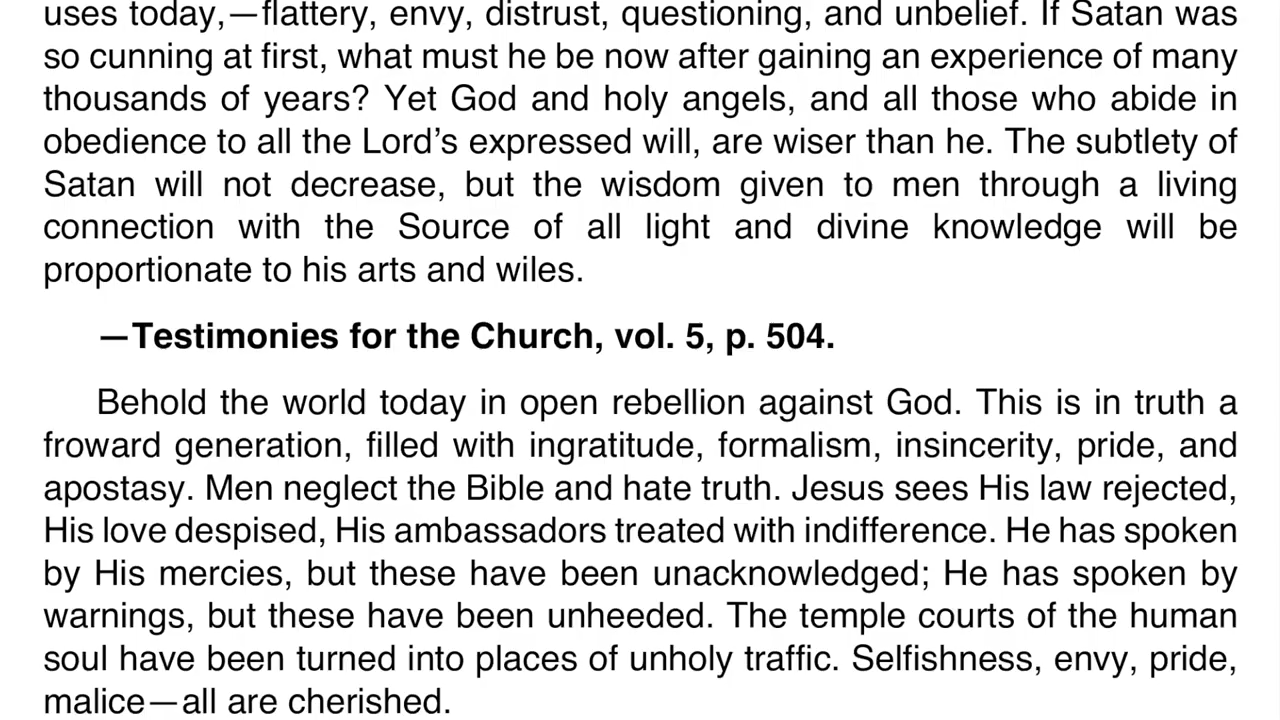 uses today,—flattery, envy, distrust, questioning, and unbelief. If Satan was
so cunning at first, what must he be now after gaining an experience of many
thousands of years? Yet God and holy angels, and all those who abide in
obedience to all the Lord’s expressed will, are wiser than he. The subtlety of
Satan will not decrease, but the wisdom given to men through a living
connection with the Source of all light and divine knowledge will be
proportionate to his arts and wiles.
—Testimonies for the Church, vol. 5, p. 504.
Behold the world today in open rebellion against God. This is in truth a
froward generation, filled with ingratitude, formalism, insincerity, pride, and
apostasy. Men neglect the Bible and hate truth. Jesus sees His law rejected,
His love despised, His ambassadors treated with indifference. He has spoken
by His mercies, but these have been unacknowledged; He has spoken by
warnings, but these have been unheeded. The temple courts of the human
soul have been turned into places of unholy traffic. Selfishness, envy, pride,
malice—all are cherished.